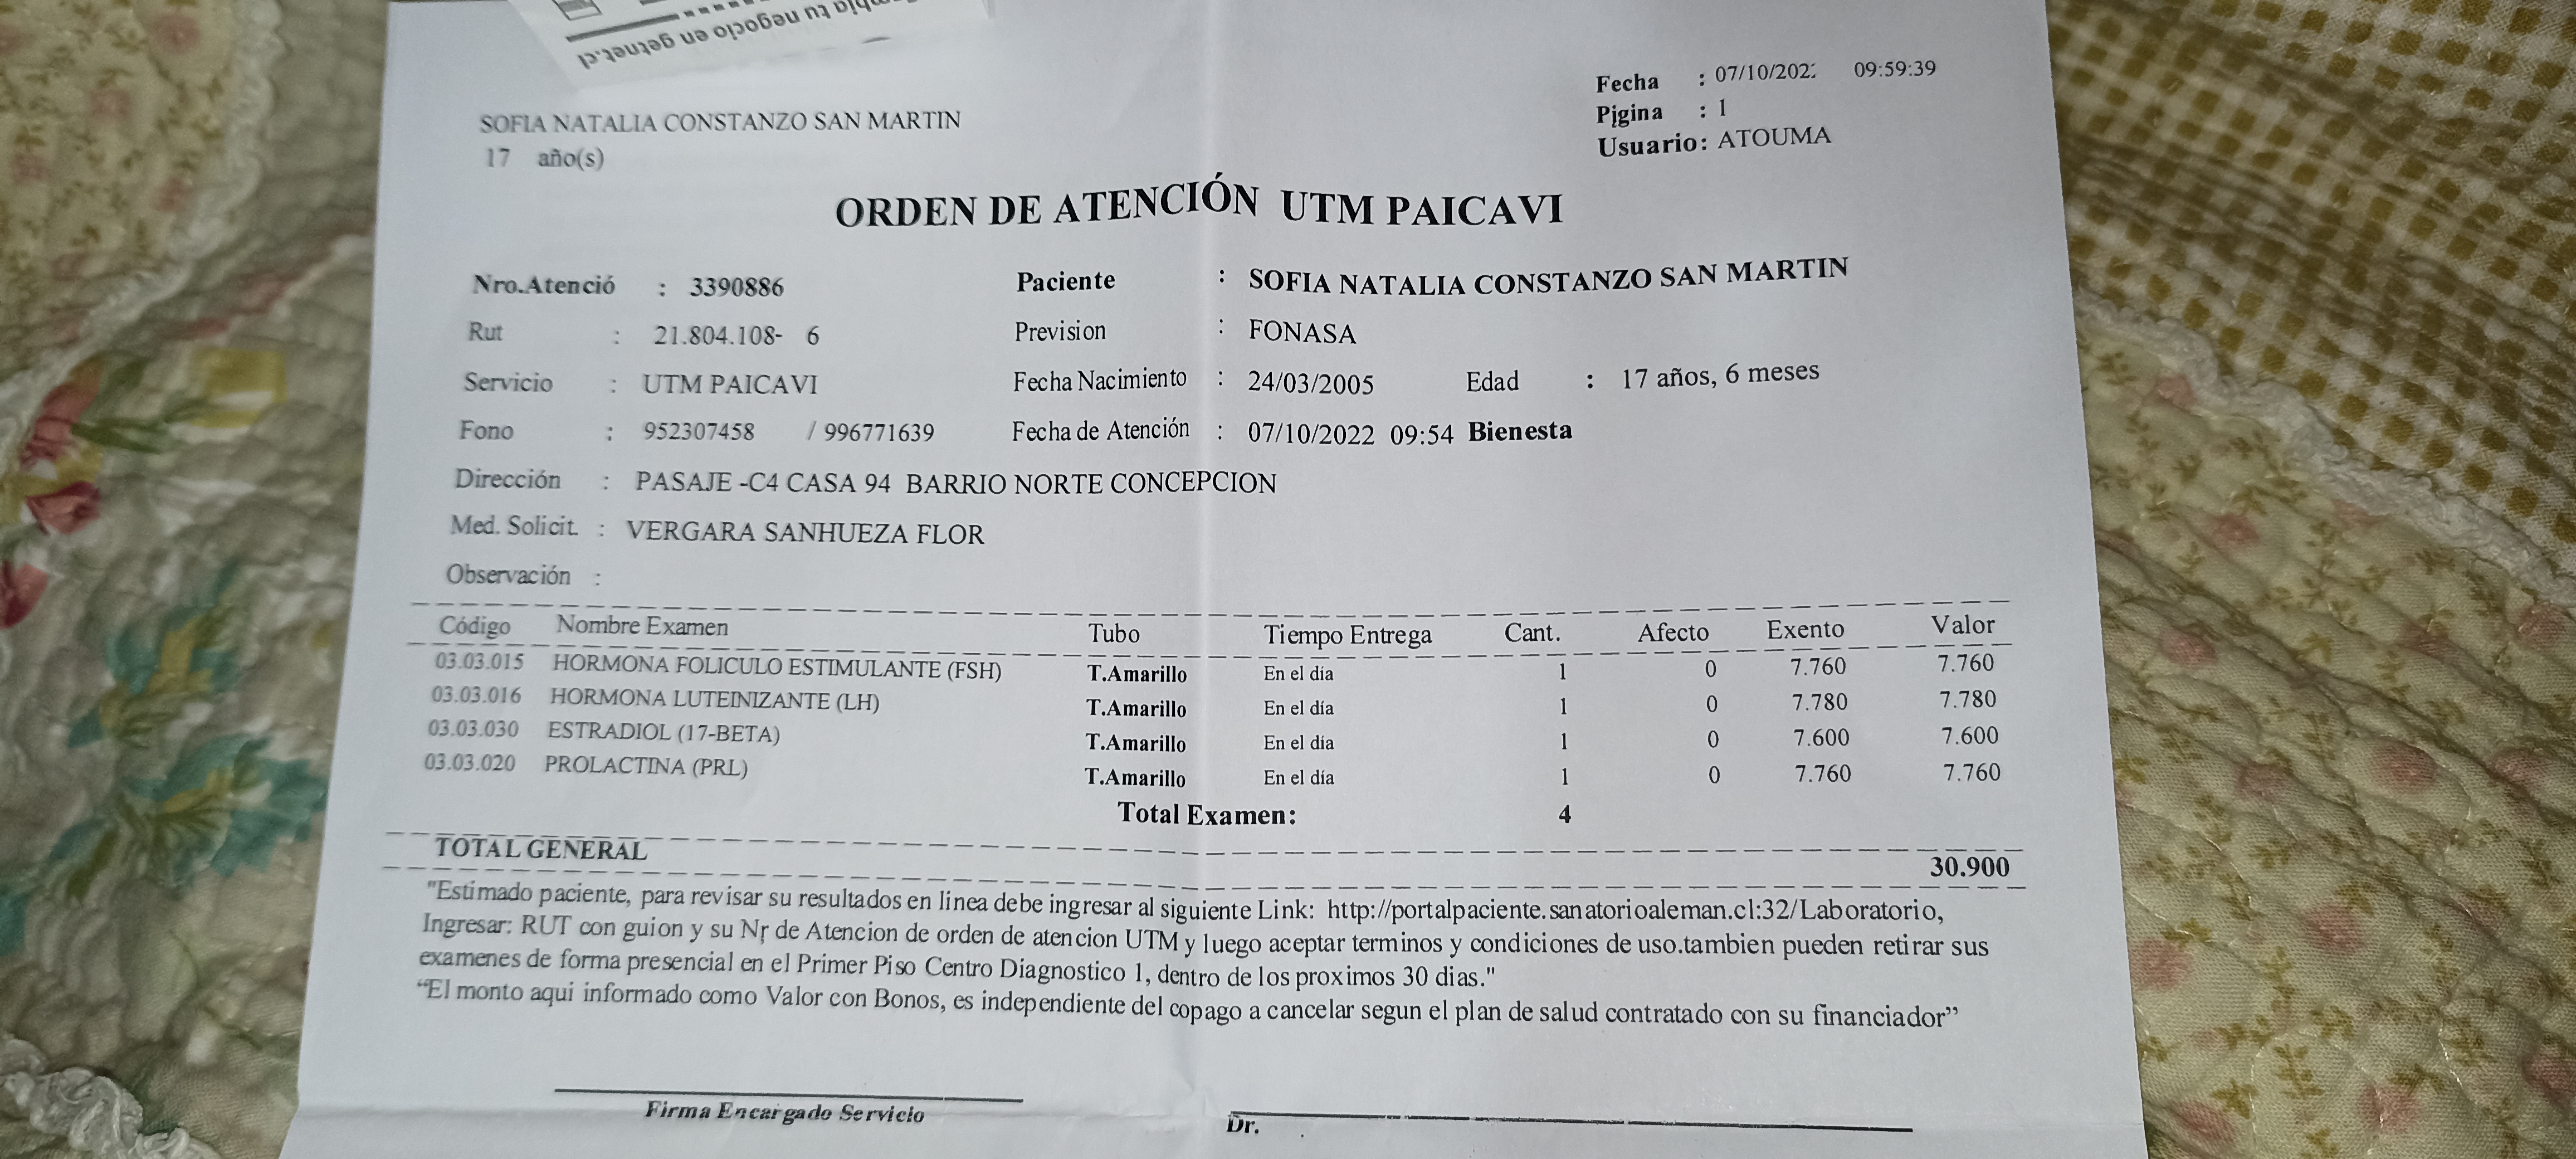 tu negocio en getnet.cl
Fecha : 07/10/202 09:59:39
Pįgina : 1
Usuario: ATOUMA
SOFIA NATALIA CONSTANZO SAN MARTIN
17 año(s)
ORDEN DE ATENCIÓN UTM PAICAVI
Nro.Atenció : 3390886 Paciente : SOFIA NATALIA CONSTANZO SAN MARTIN
Rut : 21.804.108- 6 Prevision : FONASA
Servicio : UTM PAICAVI Fecha Nacimiento : 24/03/2005 Edad : 17 años, 6 meses
Fono : 952307458 / 996771639 Fecha de Atención : 07/10/2022 09:54 Bienesta
Dirección : PASAJE -C4 CASA 94 BARRIO NORTE CONCEPCION
Med. Solicit. : VERGARA SANHUEZA FLOR
Observación :
Código Nombre Examen Tubo Tiempo Entrega Cant. Afecto Exento Valor
03.03.015 HORMONA FOLICULO ESTIMULANTE (FSH) T.Amarillo En el día 1 0 7.760 7.760
03.03.016 HORMONA LUTEINIZANTE (LH) T.Amarillo En el día 1 0 7.780 7.780
03.03.030 ESTRADIOL (17-BETA) T.Amarillo En el día 1 0 7.600 7.600
03.03.020 PROLACTINA (PRL) T.Amarillo En el día 1 0 7.760 7.760
Total Examen: 4
TOTAL GENERAL 30.900
"Estimado paciente, para revisar su resultados en linea debe ingresar al siguiente Link: http://portalpaciente.sanatorioaleman.cl:32/Laboratorio,
Ingresar: RUT con guion y su Nŗ de Atencion de orden de atencion UTM y luego aceptar terminos y condiciones de uso.tambien pueden retirar sus
examenes de forma presencial en el Primer Piso Centro Diagnostico 1, dentro de los proximos 30 dias."
“El monto aqui informado como Valor con Bonos, es independiente del copago a cancelar segun el plan de salud contratado con su financiador”
Firma Encargado Servicio
Dr.